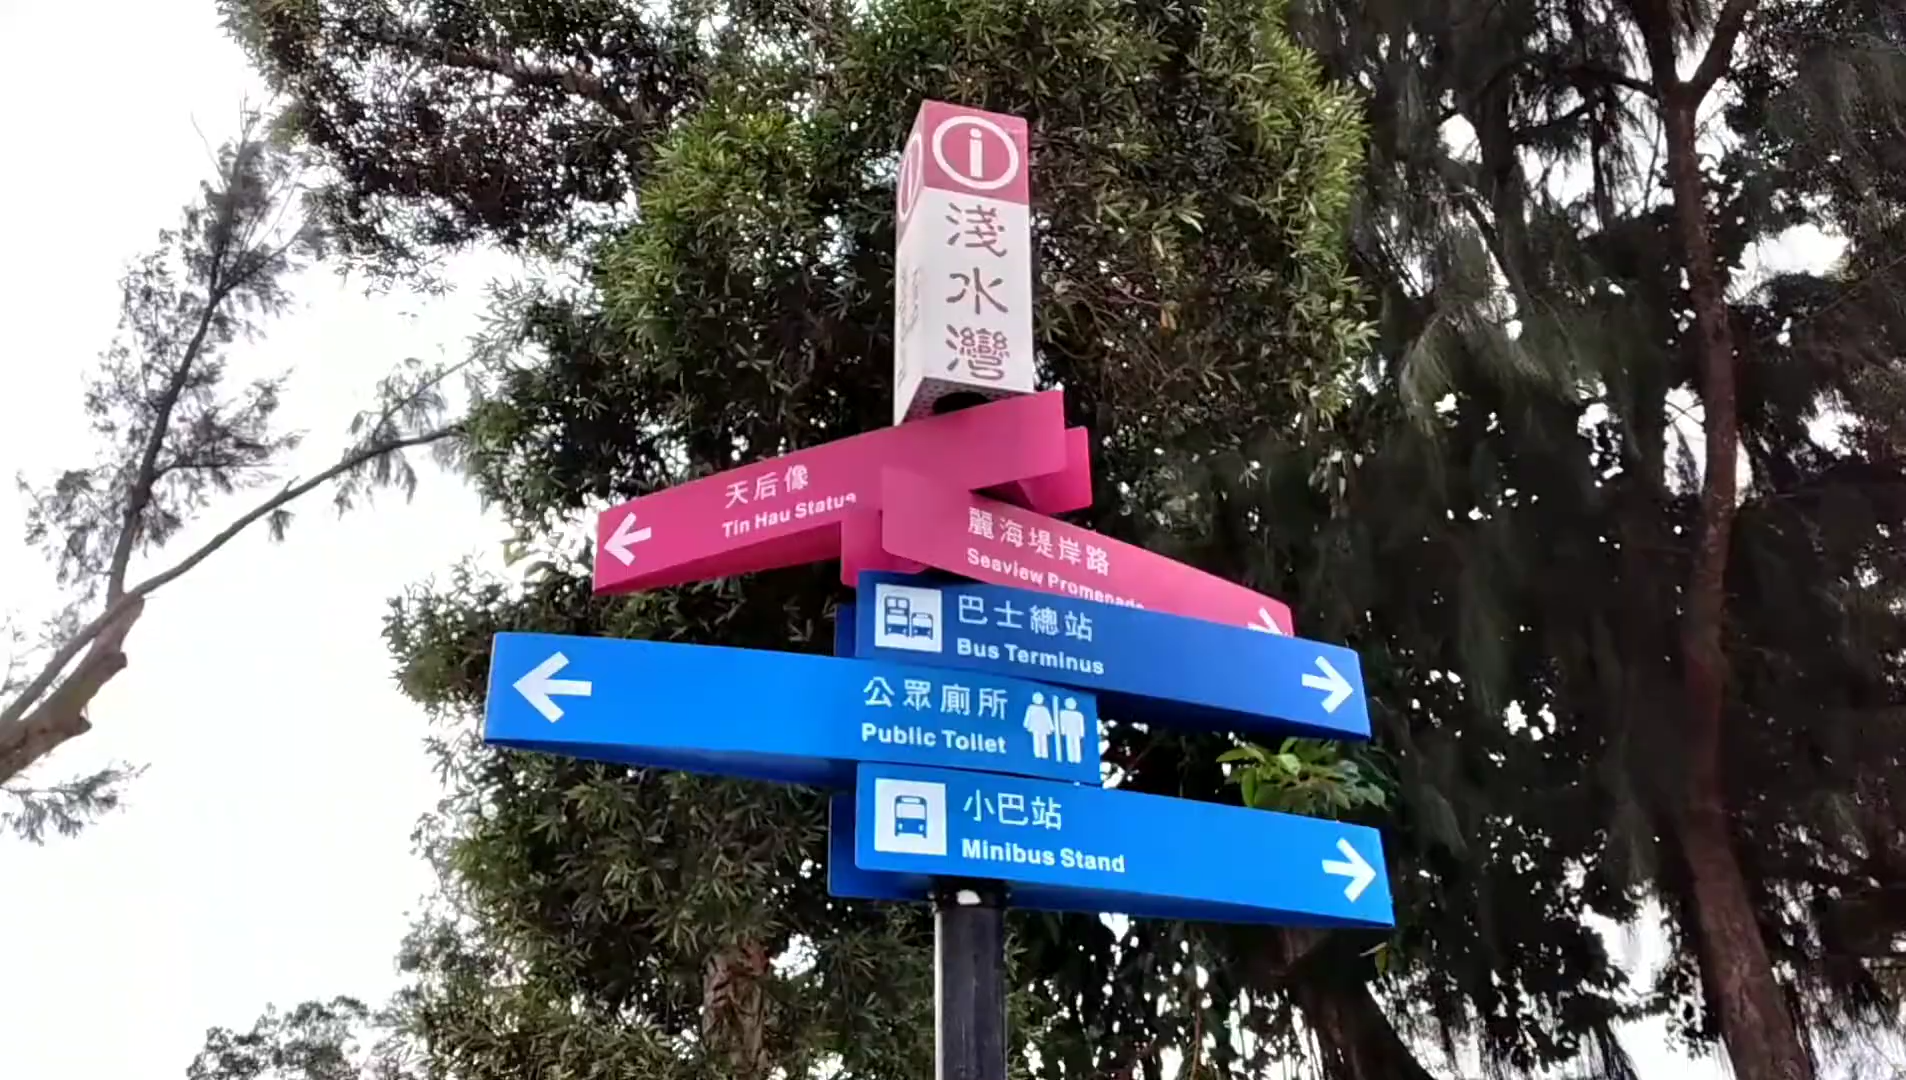 i
淺水灣
天后像
Tin Hau Statue
麗海堤岸路
Seaview Promenade
巴士總站
Bus Terminus
公眾廁所
Public Toilet
小巴站
Minibus Stand